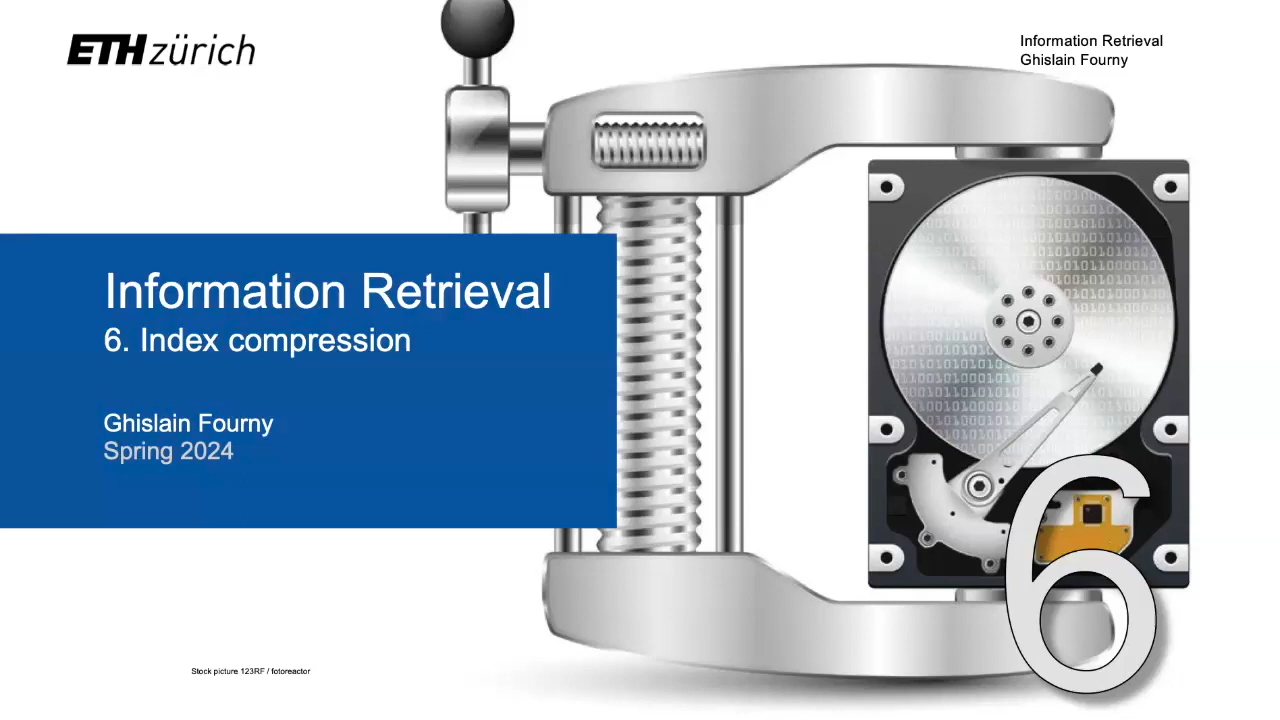 ETH zürich
Information Retrieval
Ghislain Fourny
Information Retrieval
6. Index compression
Ghislain Fourny
Spring 2024
6
Stock picture 123RF / fotoreactor